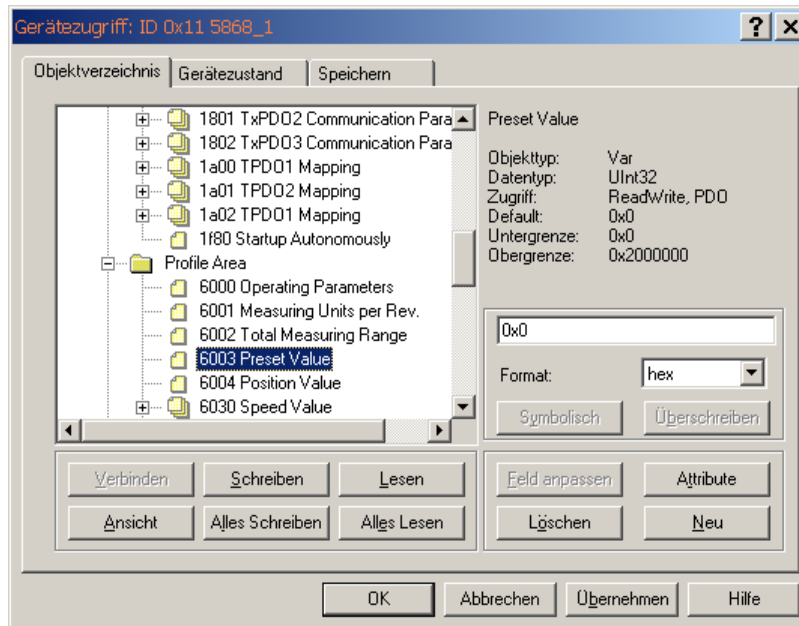 Gerätezugriff: ID 0x11 5868_1
Objektverzeichnis
Gerätezustand
Speichern
1801 TxPDO2 Communication Para
1802 TxPDO3 Communication Para
1a00 TPDO1 Mapping
1a01 TPDO2 Mapping
1a02 TPDO1 Mapping
1f80 Startup Autonomously
Profile Area
6000 Operating Parameters
6001 Measuring Units per Rev.
6002 Total Measuring Range
6003 Preset Value
6004 Position Value
6030 Speed Value
Preset Value
Objekttyp: Var
Datentyp: UInt32
Zugriff: ReadWrite, PDO
Default: 0x0
Untergrenze: 0x0
Obergrenze: 0x2000000
0x0
Format: hex
Symbolisch Überschreiben
Verbinden Schreiben Lesen
Ansicht Alles Schreiben Alles Lesen
Feld anpassen Attribute
Löschen Neu
OK Abbrechen Übernehmen Hilfe